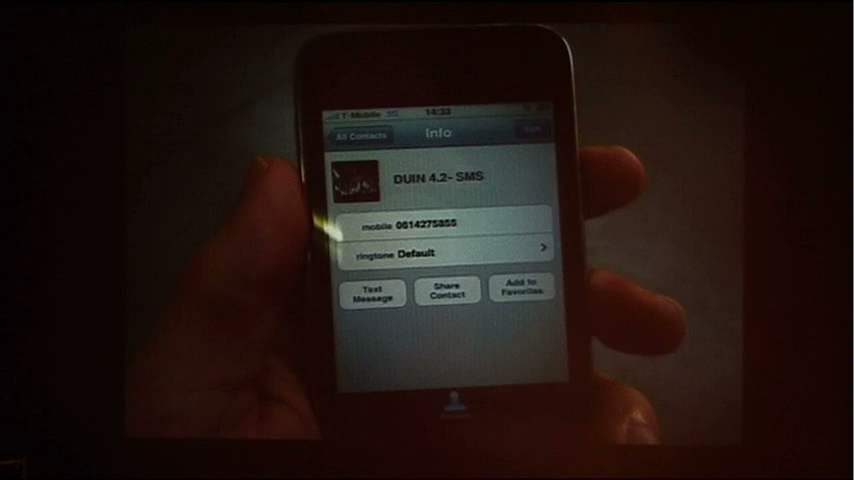 T-Mobile 3G 14:33
All Contacts Info Edit
DUIN 4.2- SMS
mobile 0614275855
ringtone Default
Text Message
Share Contact
Add to Favorites